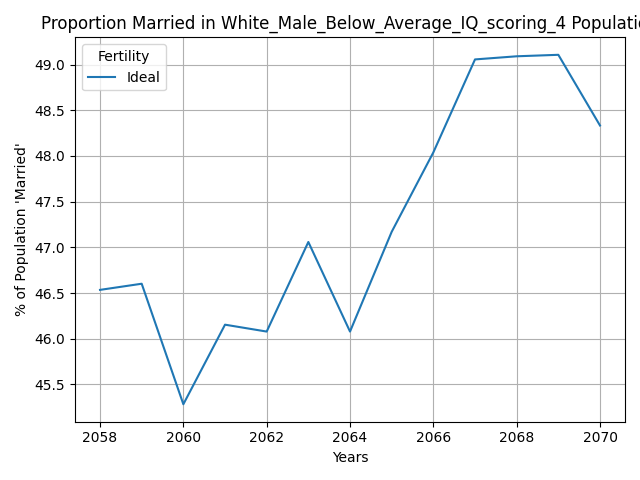 Proportion Married in White_Male_Below_Average_IQ_scoring_4 Populatio
Fertility
Ideal
49.0
48.5
48.0
47.5
47.0
46.5
46.0
45.5
% of Population 'Married'
2058 2060 2062 2064 2066 2068 2070
Years